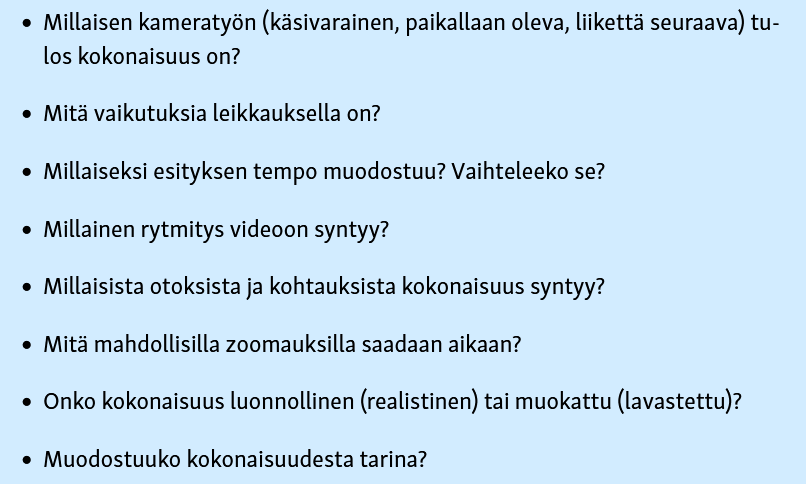 • Millaisen kameratyön (käsivarainen, paikallaan oleva, liikettä seuraava) tu-
los kokonaisuus on?
• Mitä vaikutuksia leikkauksella on?
• Millaiseksi esityksen tempo muodostuu? Vaihteleeko se?
• Millainen rytmitys videoon syntyy?
• Millaisista otoksista ja kohtauksista kokonaisuus syntyy?
• Mitä mahdollisilla zoomauksilla saadaan aikaan?
• Onko kokonaisuus luonnollinen (realistinen) tai muokattu (lavastettu)?
• Muodostuuko kokonaisuudesta tarina?